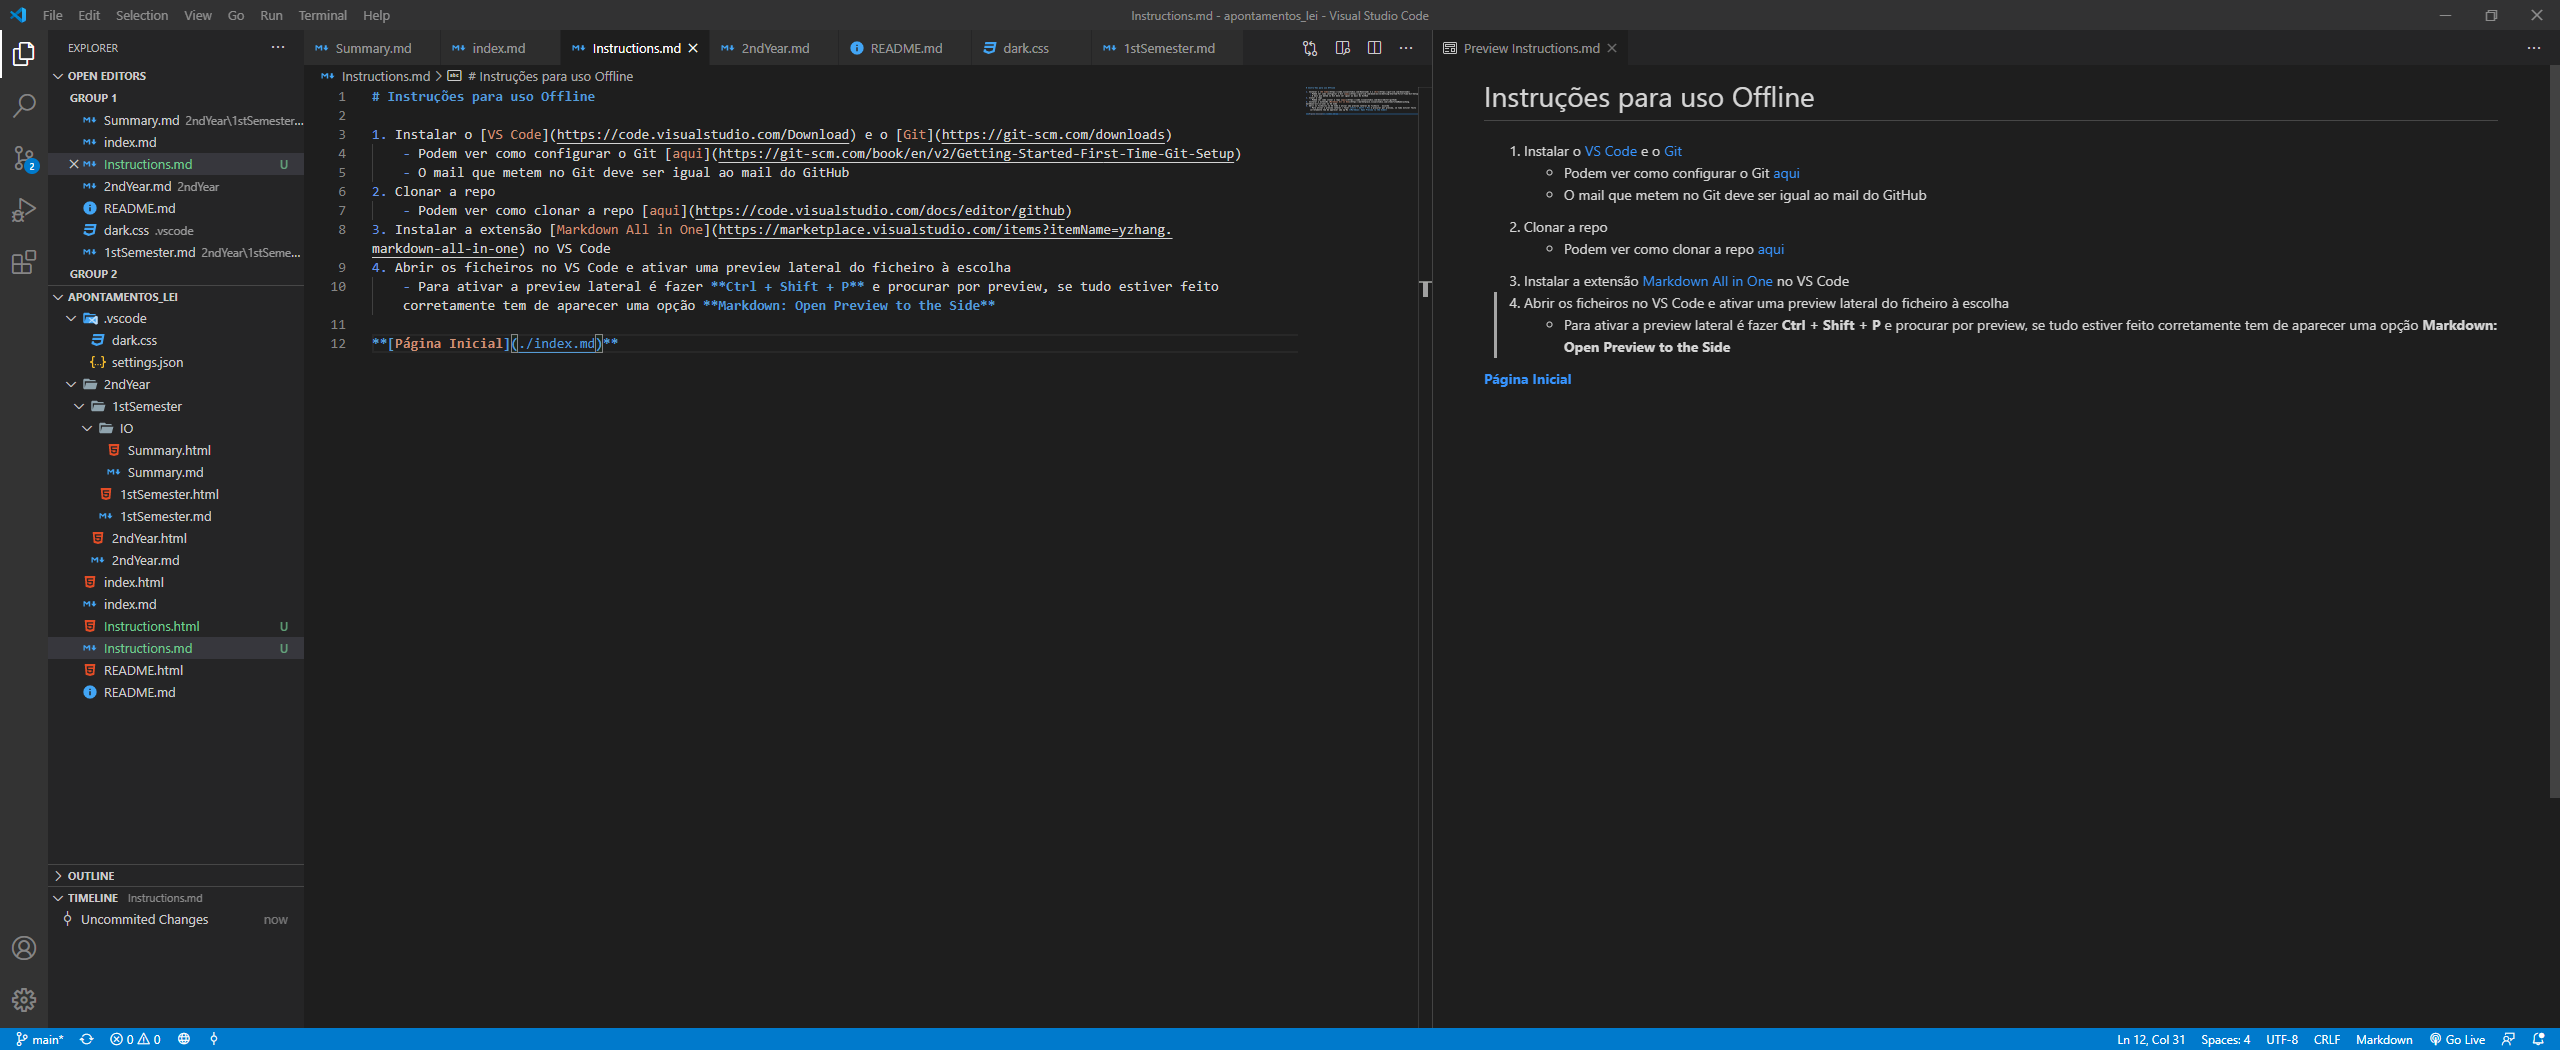 File Edit Selection View Go Run Terminal Help
Instructions.md - apontamentos_lei - Visual Studio Code
EXPLORER
OPEN EDITORS
GROUP 1
Summary.md 2ndYear\1stSemester...
index.md
Instructions.md U
2ndYear.md 2ndYear
README.md
dark.css .vscode
1stSemester.md 2ndYear\1stSeme...
GROUP 2
APONTAMENTOS_LEI
.vscode
dark.css
settings.json
2ndYear
1stSemester
IO
Summary.html
Summary.md
1stSemester.html
1stSemester.md
2ndYear.html
2ndYear.md
index.html
index.md
Instructions.html U
Instructions.md U
README.html
README.md
OUTLINE
TIMELINE Instructions.md
Uncommited Changes now
2
Summary.md index.md Instructions.md 2ndYear.md README.md dark.css 1stSemester.md
Instructions.md > # Instruções para uso Offline
1 # Instruções para uso Offline
2
3 1. Instalar o [VS Code](https://code.visualstudio.com/Download) e o [Git](https://git-scm.com/downloads)
4 - Podem ver como configurar o Git [aqui](https://git-scm.com/book/en/v2/Getting-Started-First-Time-Git-Setup)
5 - O mail que metem no Git deve ser igual ao mail do GitHub
6 2. Clonar a repo
7 - Podem ver como clonar a repo [aqui](https://code.visualstudio.com/docs/editor/github)
8 3. Instalar a extensão [Markdown All in One](https://marketplace.visualstudio.com/items?itemName=yzhang.
markdown-all-in-one) no VS Code
9 4. Abrir os ficheiros no VS Code e ativar uma preview lateral do ficheiro à escolha
10 - Para ativar a preview lateral é fazer **Ctrl + Shift + P** e procurar por preview, se tudo estiver feito
corretamente tem de aparecer uma opção **Markdown: Open Preview to the Side**
11
12 **[Página Inicial](./index.md)**
Preview Instructions.md
Instruções para uso Offline
1. Instalar o VS Code e o Git
Podem ver como configurar o Git aqui
O mail que metem no Git deve ser igual ao mail do GitHub
2. Clonar a repo
Podem ver como clonar a repo aqui
3. Instalar a extensão Markdown All in One no VS Code
4. Abrir os ficheiros no VS Code e ativar uma preview lateral do ficheiro à escolha
Para ativar a preview lateral é fazer Ctrl + Shift + P e procurar por preview, se tudo estiver feito corretamente tem de aparecer uma opção Markdown:
Open Preview to the Side
Página Inicial
main* 0 0
Ln 12, Col 31 Spaces: 4 UTF-8 CRLF Markdown Go Live